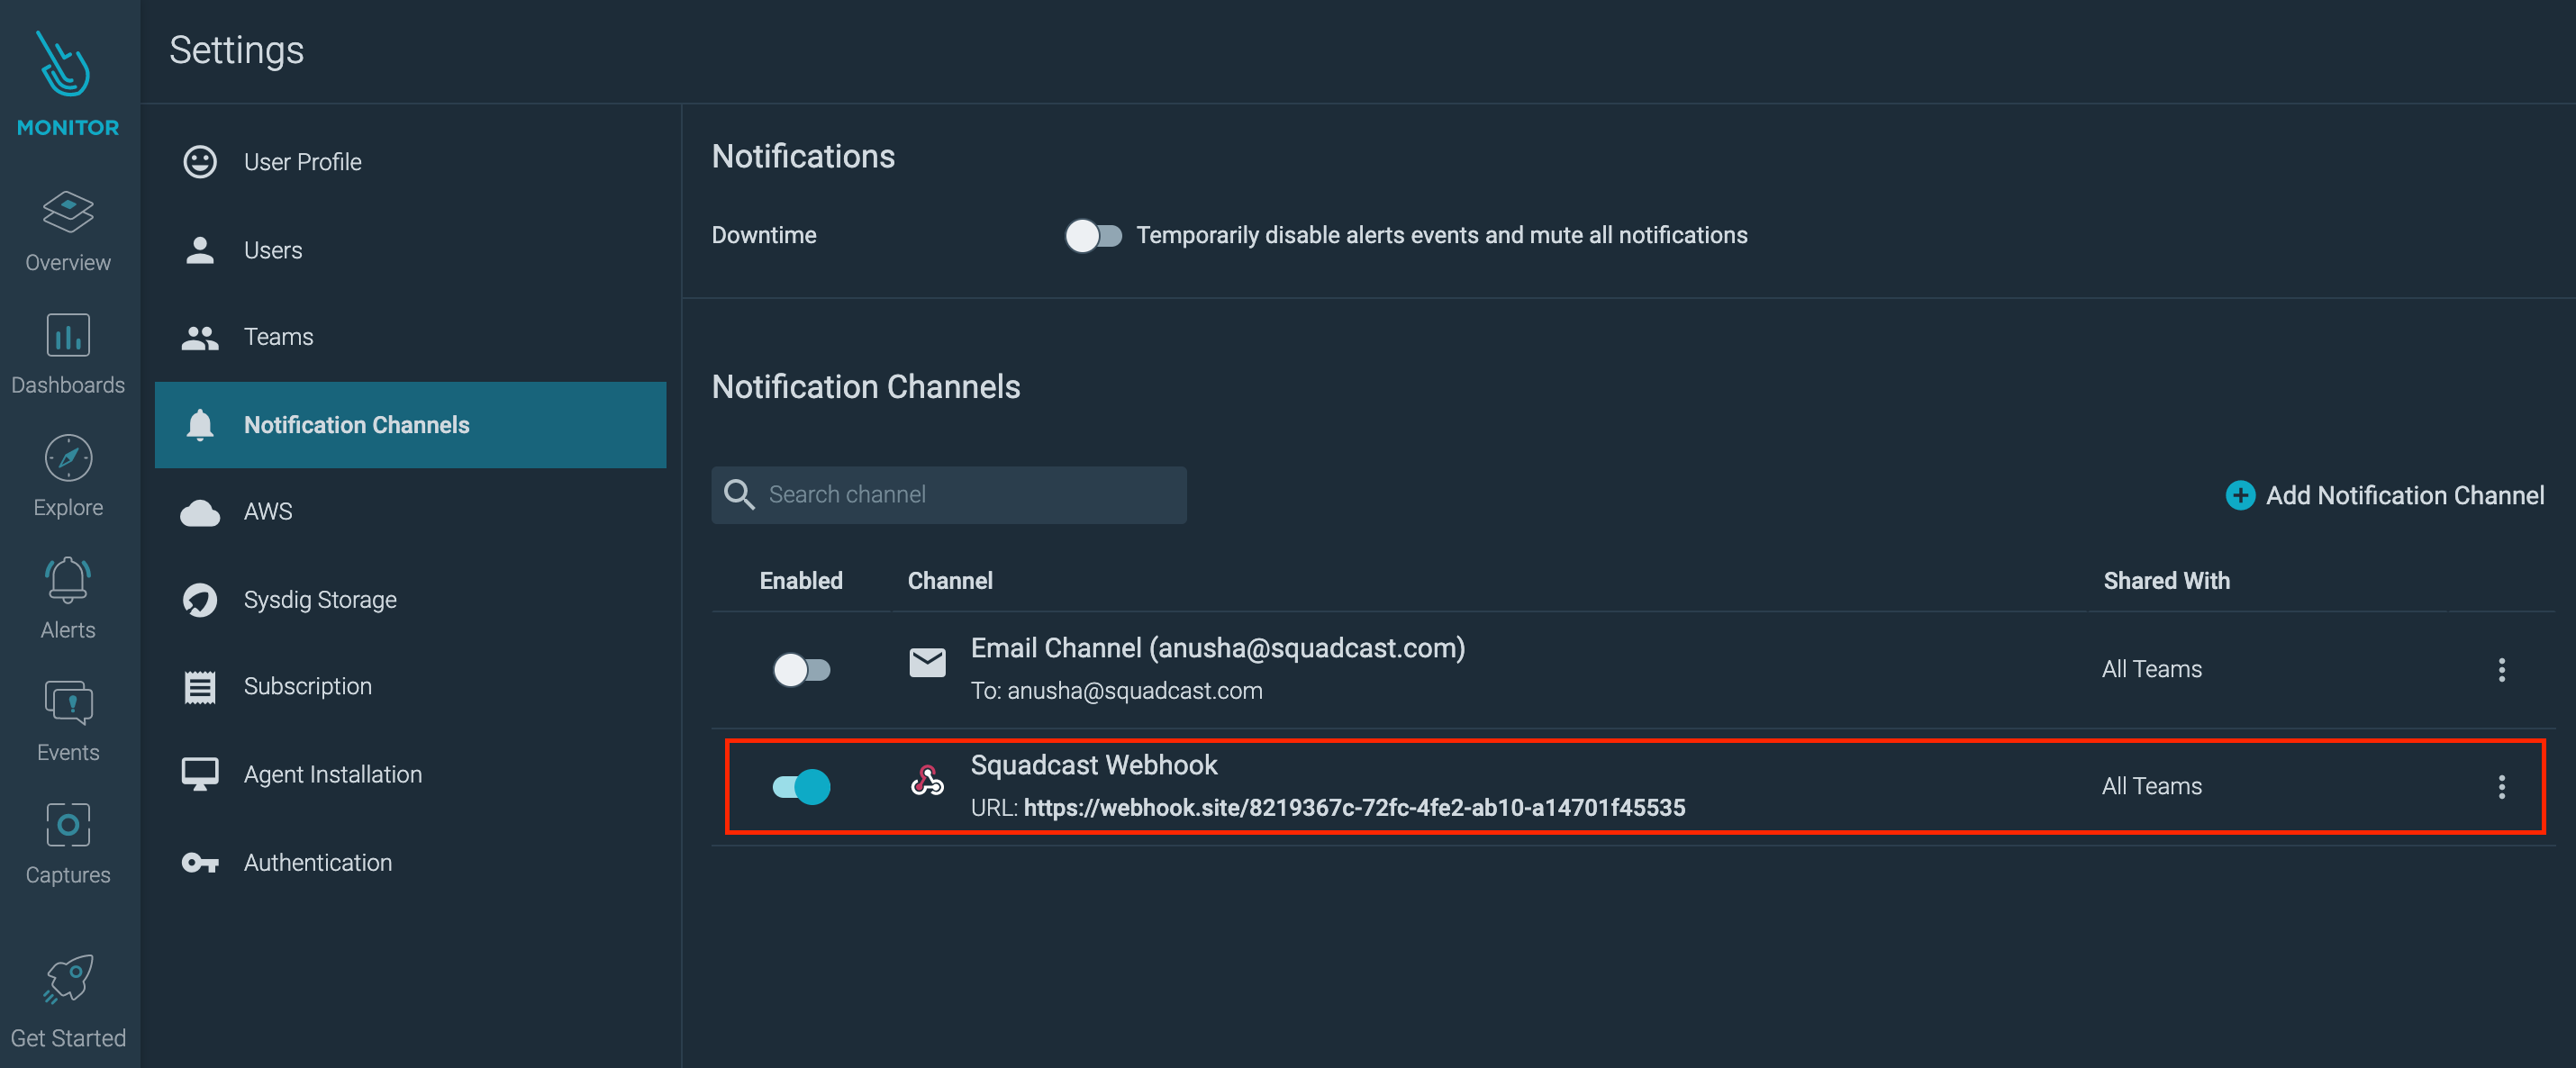 MONITOR
Overview
Dashboards
Explore
Alerts
Events
Captures
Get Started
Settings
User Profile
Users
Teams
Notification Channels
AWS
Sysdig Storage
Subscription
Agent Installation
Authentication
Notifications
Downtime Temporarily disable alerts events and mute all notifications
Notification Channels
Search channel
Add Notification Channel
Enabled Channel Shared With
Email Channel (anusha@squadcast.com)
To: anusha@squadcast.com
All Teams
Squadcast Webhook
URL: https://webhook.site/8219367c-72fc-4fe2-ab10-a14701f45535
All Teams